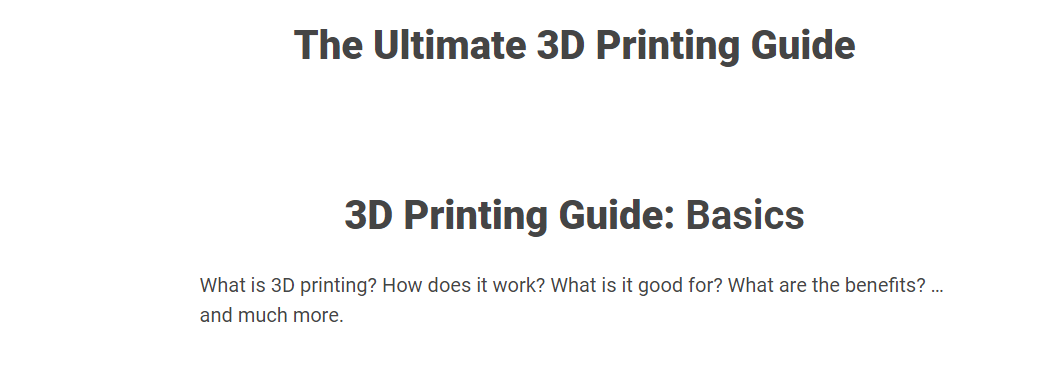 The Ultimate 3D Printing Guide
3D Printing Guide: Basics
What is 3D printing? How does it work? What is it good for? What are the benefits? …
and much more.